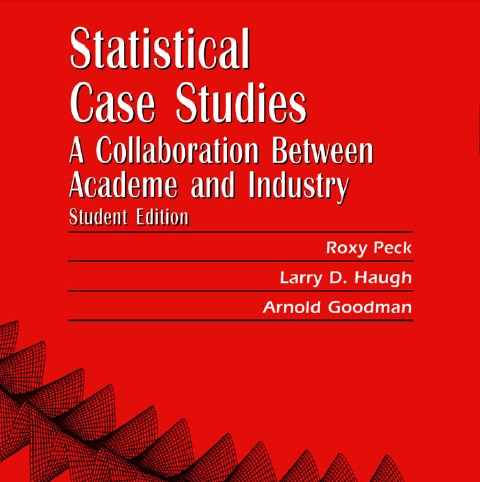 Statistical
Case Studies
A Collaboration Between
Academe and Industry
Student Edition
Roxy Peck
Larry D. Haugh
Arnold Goodman